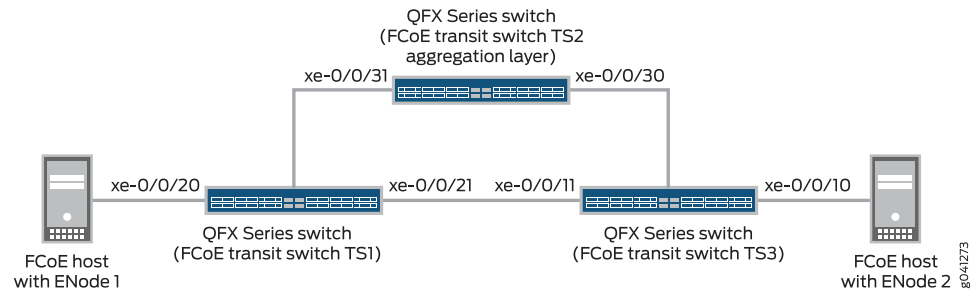 QFX Series switch
(FCoE transit switch TS2
aggregation layer)
xe-0/0/31
xe-0/0/30
xe-0/0/20
xe-0/0/21
xe-0/0/11
xe-0/0/10
QFX Series switch
(FCoE transit switch TS1)
QFX Series switch
(FCoE transit switch TS3)
FCoE host
with ENode 1
FCoE host
with ENode 2
g041273